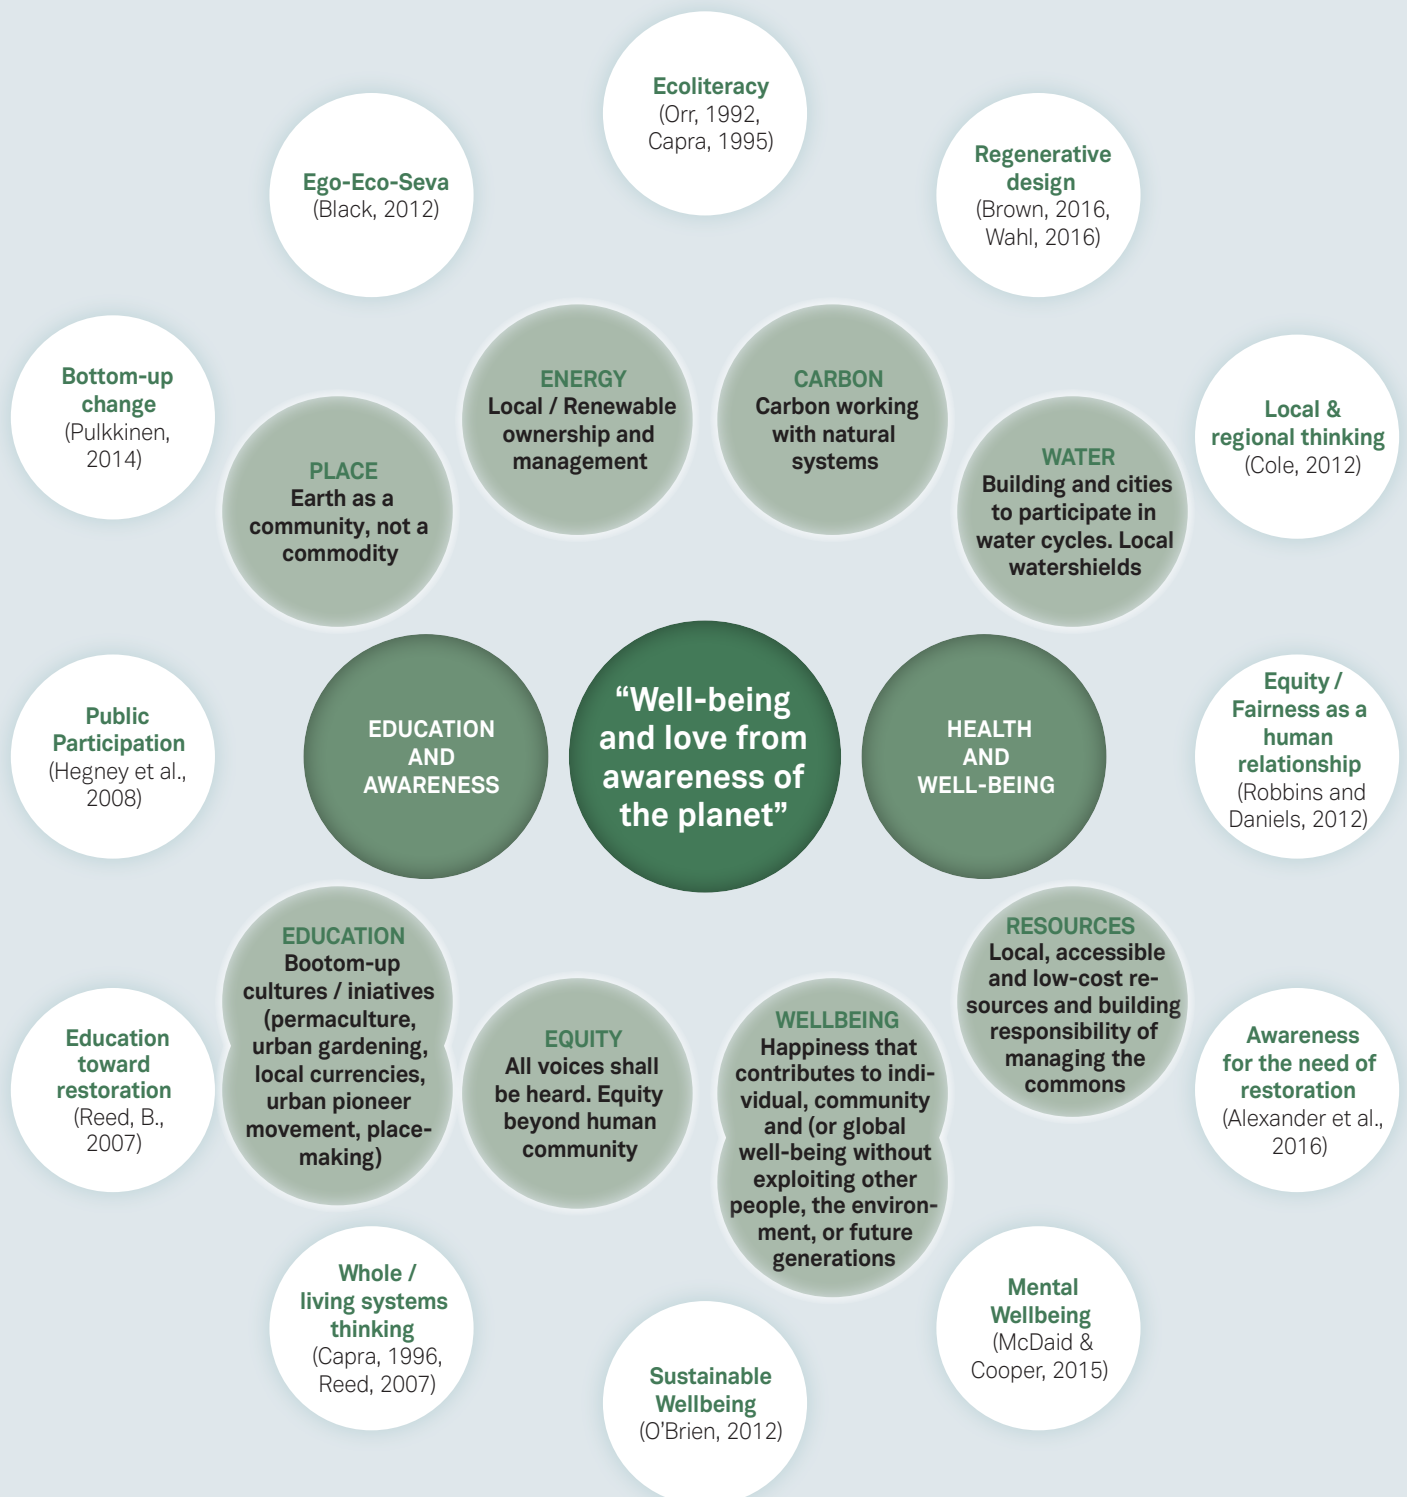 Ecoliteracy
(Orr, 1992,
Capra, 1995)
Ego-Eco-Seva
(Black, 2012)
Regenerative
design
(Brown, 2016,
Wahl, 2016)
Bottom-up
change
(Pulkkinen,
2014)
ENERGY
Local / Renewable
ownership and
management
CARBON
Carbon working
with natural
systems
Local &
regional thinking
(Cole, 2012)
PLACE
Earth as a
community, not a
commodity
WATER
Building and cities
to participate in
water cycles. Local
watershields
Public
Participation
(Hegney et al.,
2008)
EDUCATION
AND
AWARENESS
“Well-being
and love from
awareness of
the planet”
HEALTH
AND
WELL-BEING
Equity /
Fairness as a
human
relationship
(Robbins and
Daniels, 2012)
Education
toward
restoration
(Reed, B.,
2007)
EDUCATION
Bootom-up
cultures / iniatives
(permaculture,
urban gardening,
local currencies,
urban pioneer
movement, place-
making)
EQUITY
All voices shall
be heard. Equity
beyond human
community
WELLBEING
Happiness that
contributes to indi-
vidual, community
and (or global
well-being without
exploiting other
people, the environ-
ment, or future
generations
RESOURCES
Local, accessible
and low-cost re-
sources and building
responsibility of
managing the
commons
Awareness
for the need of
restoration
(Alexander et al.,
2016)
Whole /
living systems
thinking
(Capra, 1996,
Reed, 2007)
Sustainable
Wellbeing
(O’Brien, 2012)
Mental
Wellbeing
(McDaid &
Cooper, 2015)